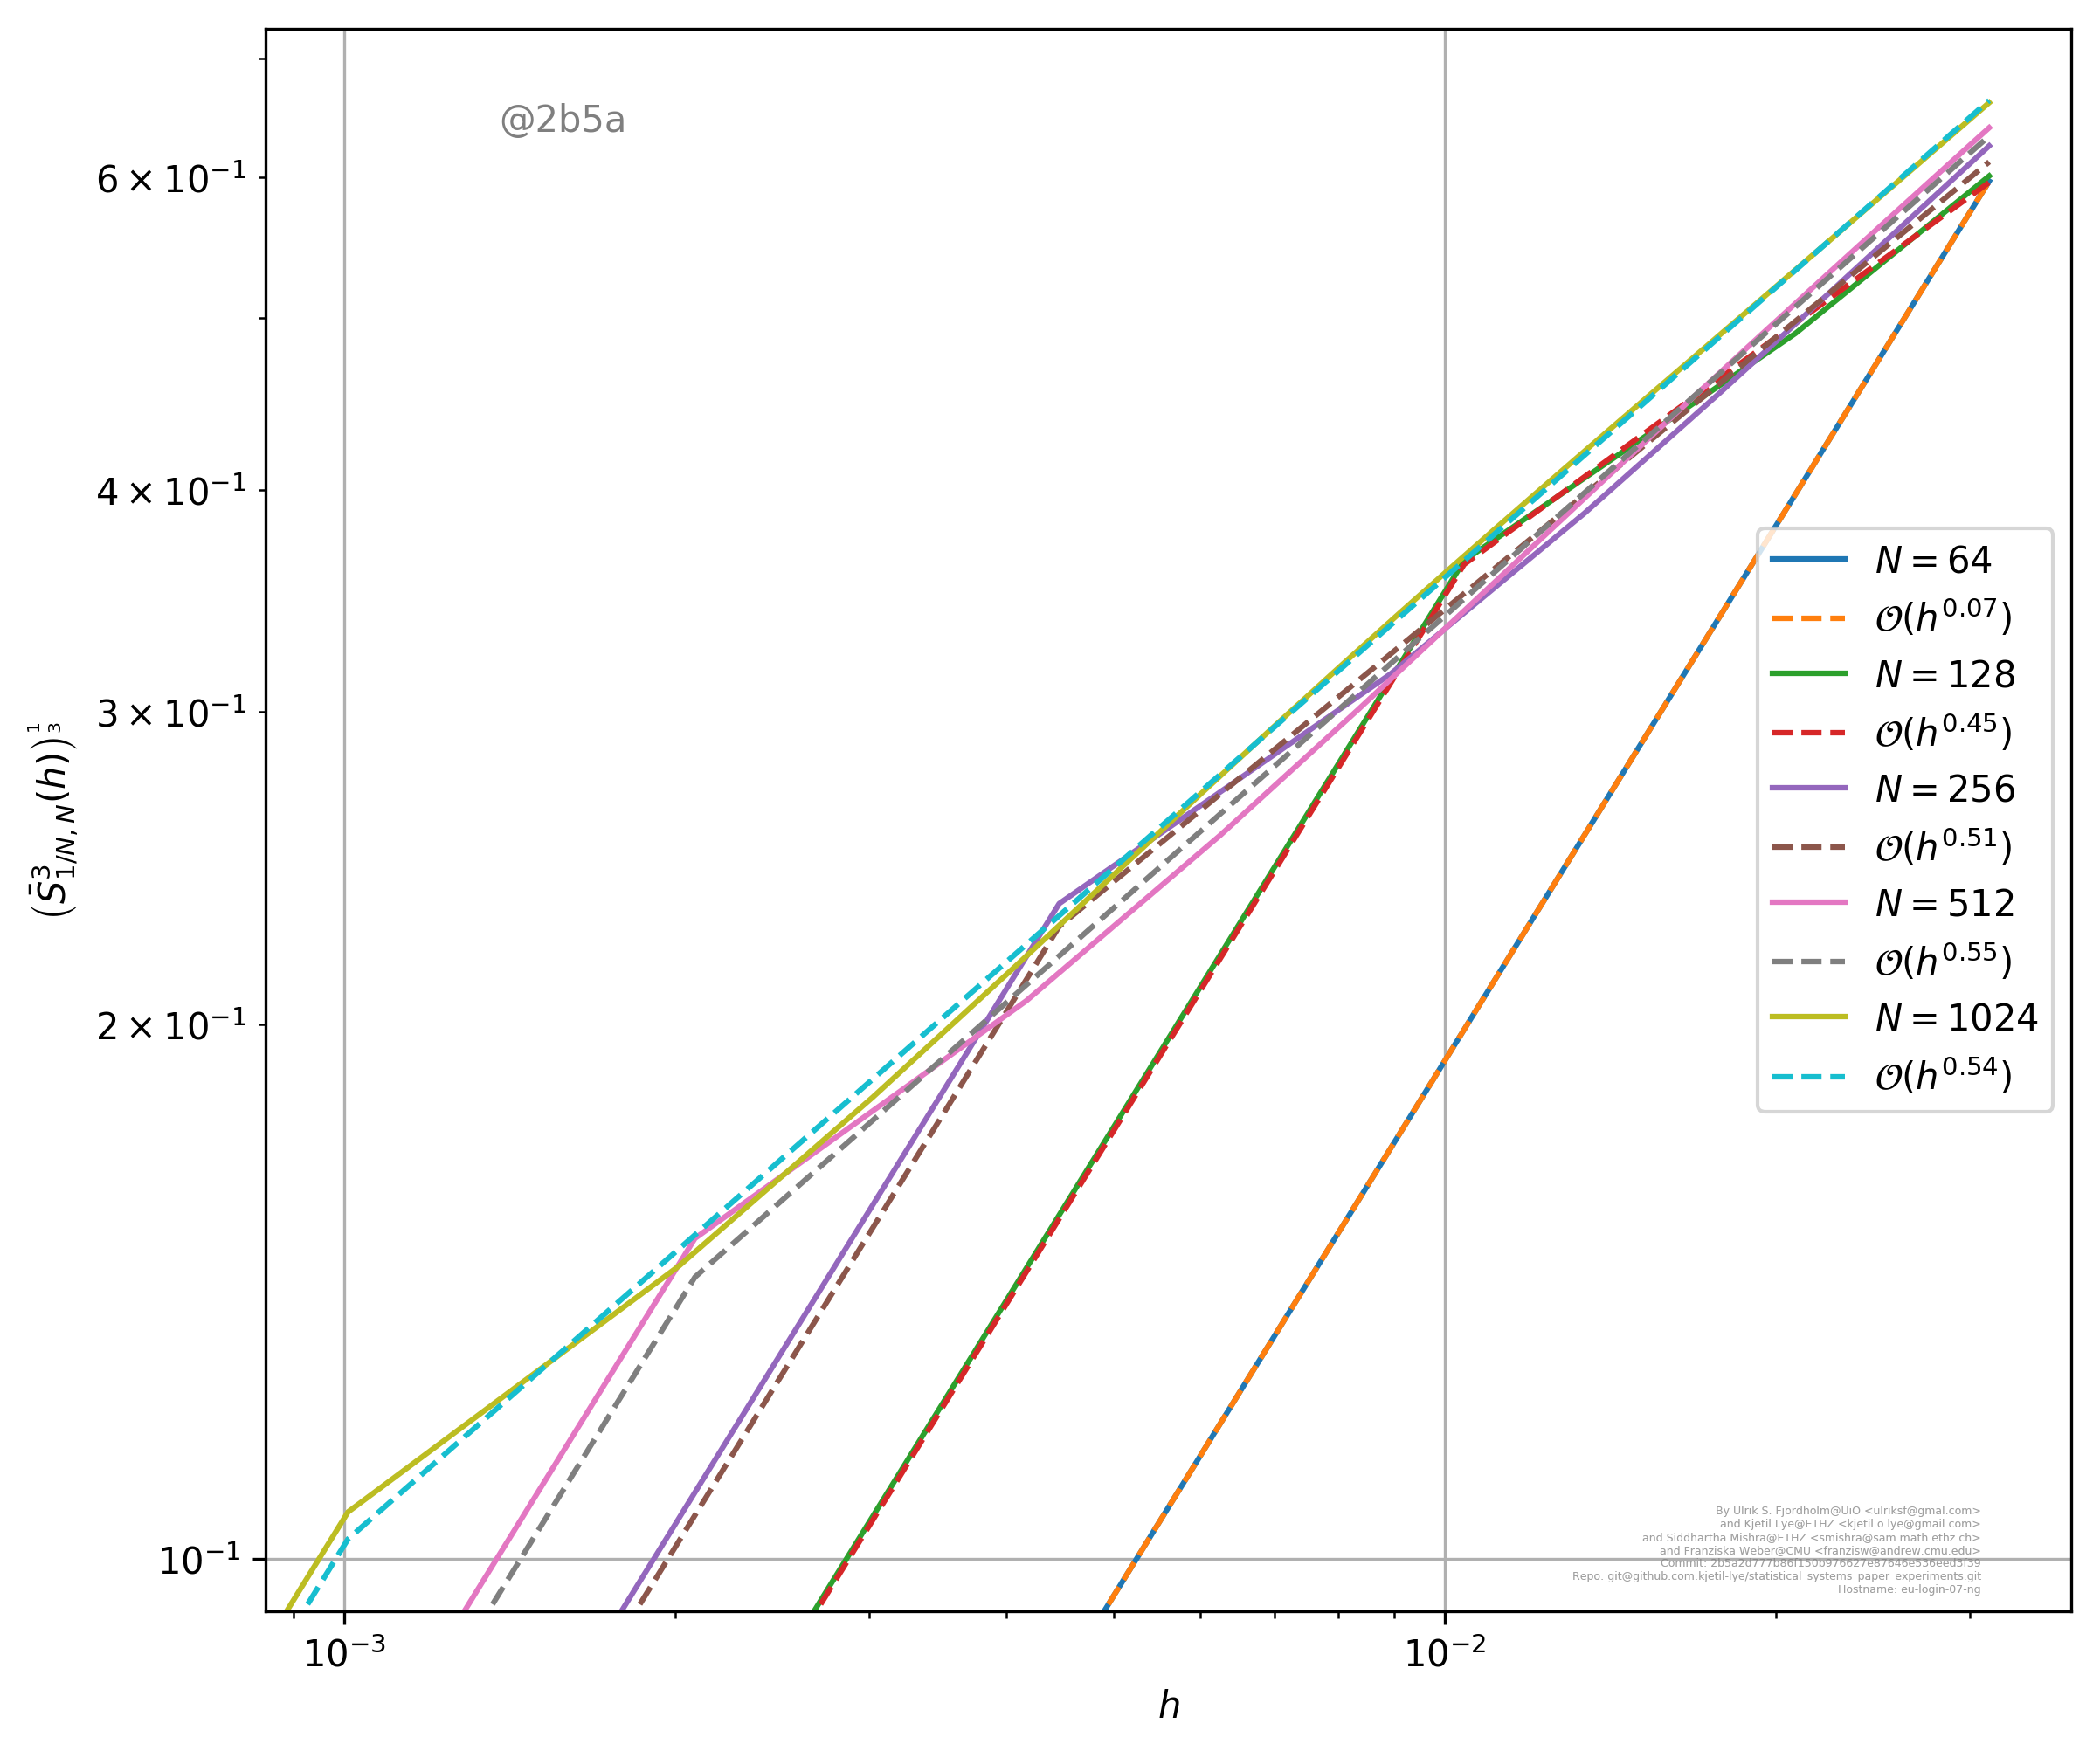 @2b5a
6 × 10⁻¹
4 × 10⁻¹
3 × 10⁻¹
2 × 10⁻¹
10⁻¹
(S̄³_{1/N, N}(h))^{1/3}
N = 64
𝒪(h^{0.07})
N = 128
𝒪(h^{0.45})
N = 256
𝒪(h^{0.51})
N = 512
𝒪(h^{0.55})
N = 1024
𝒪(h^{0.54})
By Ulrik S. Fjordholm@UiO <ulriksf@gmal.com>
and Kjetil Lye@ETHZ <kjetil.o.lye@gmail.com>
and Siddhartha Mishra@ETHZ <smishra@sam.math.ethz.ch>
and Franziska Weber@CMU <franzisw@andrew.cmu.edu>
Commit: 2b5a2d777b86f150b976627e87646e536eed3f39
Repo: git@github.com:kjetil-lye/statistical_systems_paper_experiments.git
Hostname: eu-login-07-ng
10⁻³
10⁻²
h